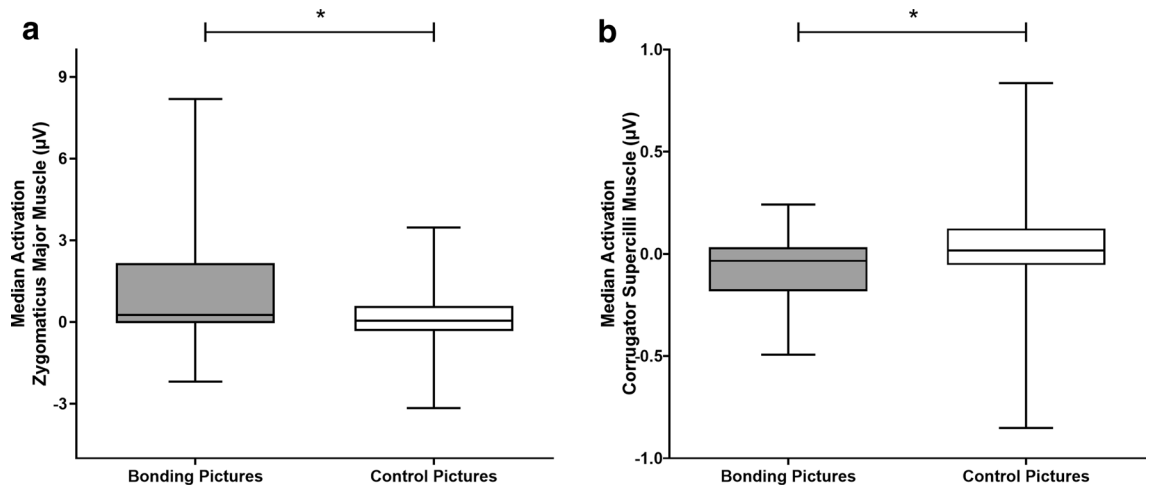 a
*
Median Activation
Zygomaticus Major Muscle (µV)
9
6
3
0
-3
Bonding Pictures
Control Pictures
b
*
Median Activation
Corrugator Supercilli Muscle (µV)
1.0
0.5
0.0
-0.5
-1.0
Bonding Pictures
Control Pictures